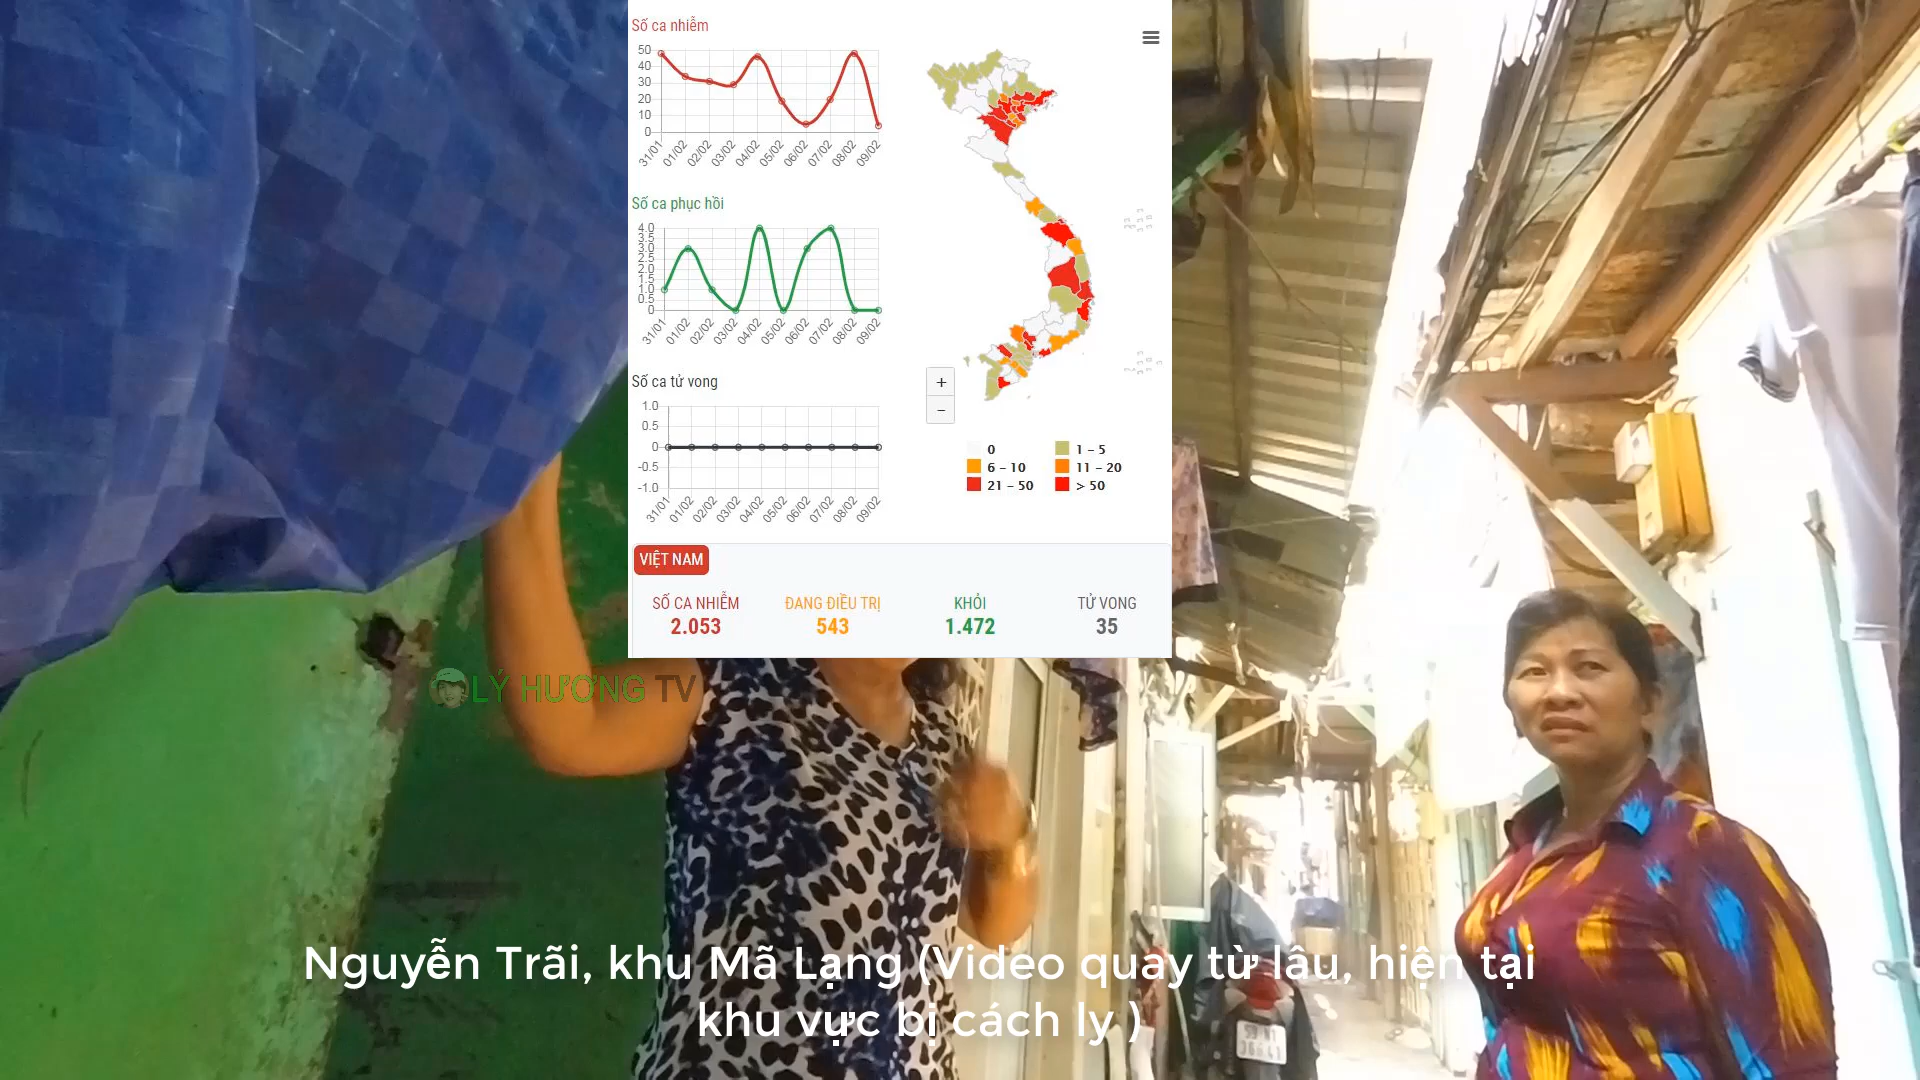 Số ca nhiễm
50
40
30
20
10
0
31/01 01/02 02/02 03/02 04/02 05/02 06/02 07/02 08/02 09/02
Số ca phục hồi
4.0
3.5
3.0
2.5
2.0
1.5
1.0
0.5
0
31/01 01/02 02/02 03/02 04/02 05/02 06/02 07/02 08/02 09/02
Số ca tử vong
1.0
0.5
0
-0.5
-1.0
31/01 01/02 02/02 03/02 04/02 05/02 06/02 07/02 08/02 09/02
+
−
0 1 – 5
6 – 10 11 – 20
21 – 50 > 50
VIỆT NAM
SỐ CA NHIỄM ĐANG ĐIỀU TRỊ KHỎI TỬ VONG
2.053 543 1.472 35
LÝ HƯƠNG TV
Nguyễn Trãi, khu Mã Lạng (Video quay từ lâu, hiện tại
khu vực bị cách ly )